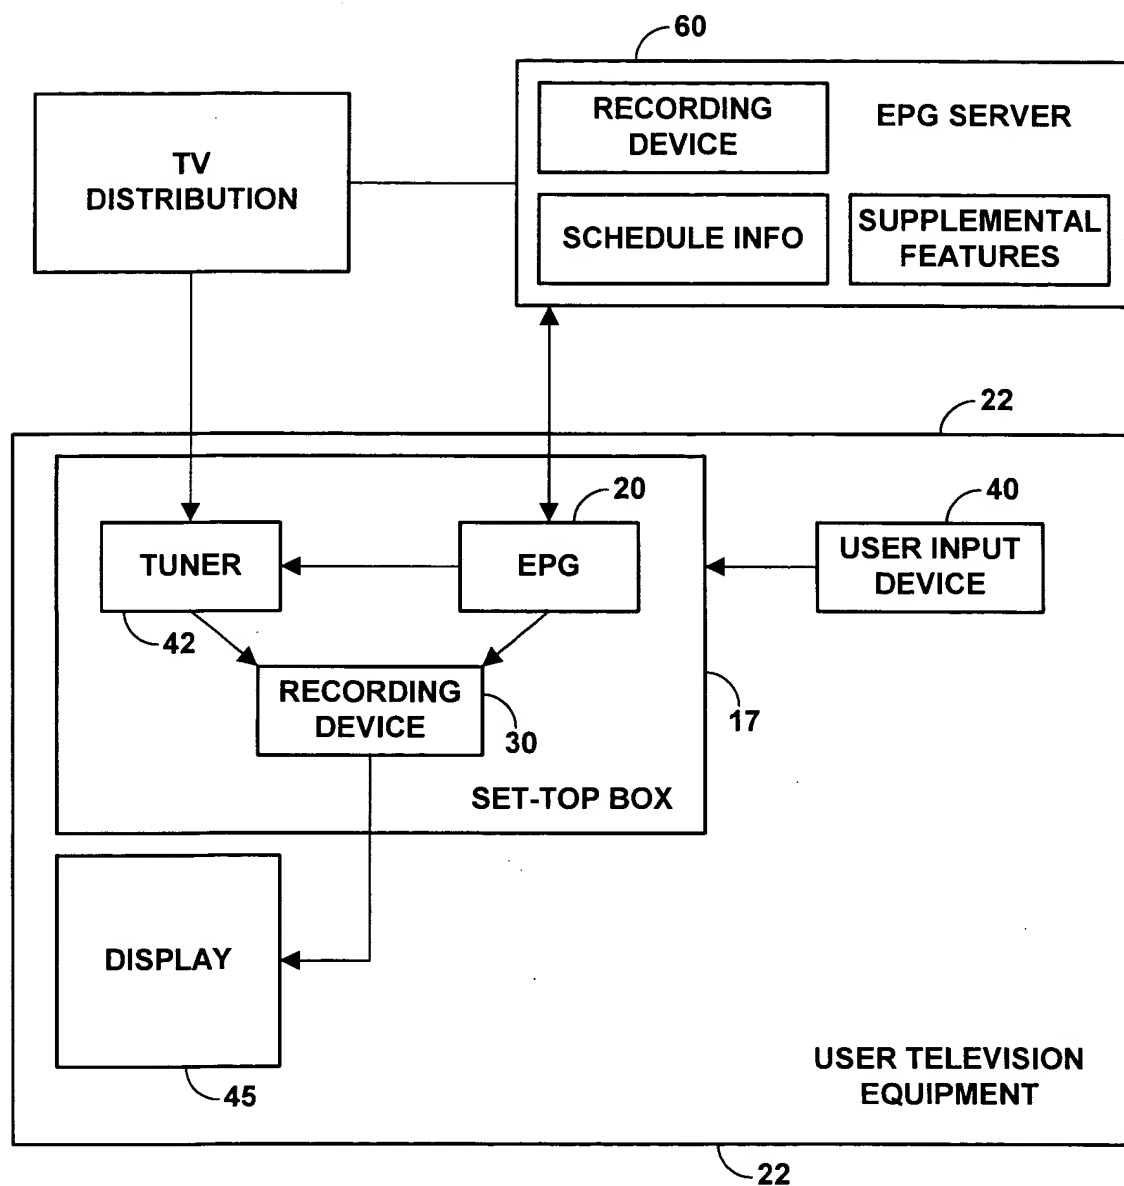 60
RECORDING
DEVICE
EPG SERVER
TV
DISTRIBUTION
SCHEDULE INFO
SUPPLEMENTAL
FEATURES
22
20
40
TUNER
EPG
USER INPUT
DEVICE
42
RECORDING
DEVICE
30
17
SET-TOP BOX
DISPLAY
45
USER TELEVISION
EQUIPMENT
22